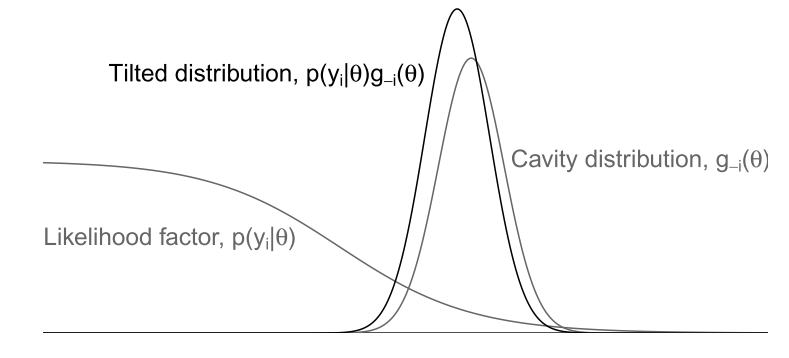 Tilted distribution, p(yᵢ|θ)g₋ᵢ(θ)
Cavity distribution, g₋ᵢ(θ)
Likelihood factor, p(yᵢ|θ)